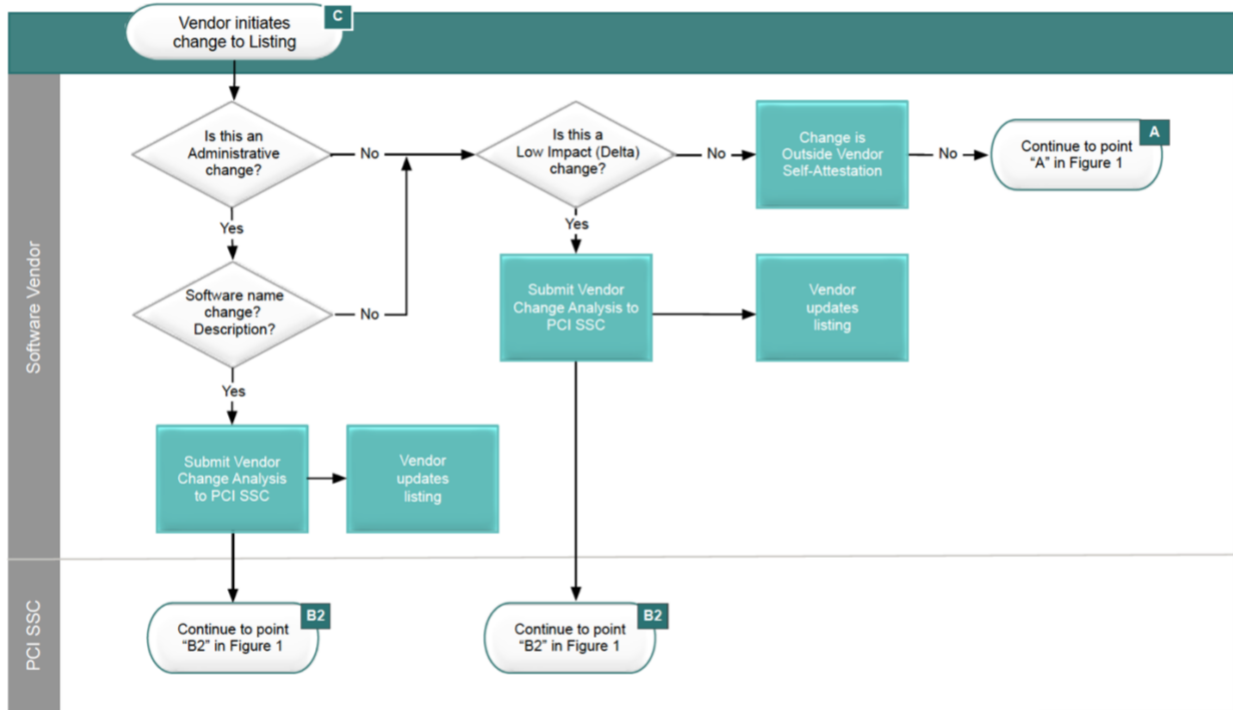 Vendor initiates
change to Listing
C
Software Vendor
Is this an
Administrative
change?
No
Is this a
Low Impact (Delta)
change?
No
Change is
Outside Vendor
Self-Attestation
No
Continue to point
“A” in Figure 1
A
Yes
Yes
Software name
change?
Description?
No
Submit Vendor
Change Analysis to
PCI SSC
Vendor
updates
listing
Yes
Submit Vendor
Change Analysis
to PCI SSC
Vendor
updates
listing
PCI SSC
Continue to point
“B2” in Figure 1
B2
Continue to point
“B2” in Figure 1
B2